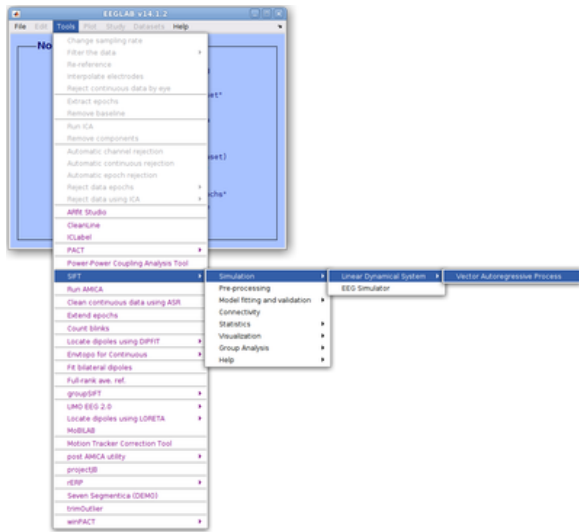 EEGLAB v14.1.2
File Edit Tools Plot Study Datasets Help
No
Change sampling rate
Filter the data
Re-reference
Interpolate electrodes
Reject continuous data by eye
Extract epochs
Remove baseline
Run ICA
Remove components
Automatic channel rejection
Automatic continuous rejection
Automatic epoch rejection
Reject data epochs
Reject data using ICA
ARfit Studio
CleanLine
ICLabel
PACT
Power-Power Coupling Analysis Tool
SIFT
Run AMICA
Clean continuous data using ASR
Extend epochs
Count blinks
Locate dipoles using DIPFIT
Envtopo for Continuous
Fit bilateral dipoles
Full-rank ave. ref.
groupSIFT
UMO EEG 2.0
Locate dipoles using LORETA
MoBILAB
Motion Tracker Correction Tool
post AMICA utility
projectJB
rERP
Seven Segmentica (DEMO)
trimOutlier
winPACT
Simulation
Pre-processing
Model fitting and validation
Connectivity
Statistics
Visualization
Group Analysis
Help
Linear Dynamical System
EEG Simulator
Vector Autoregressive Process